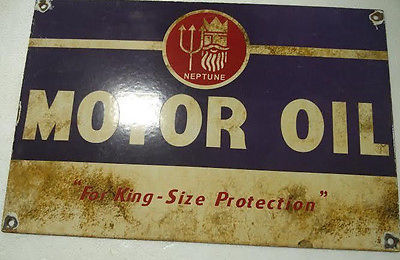 NEPTUNE
MOTOR OIL
"For King-Size Protection"